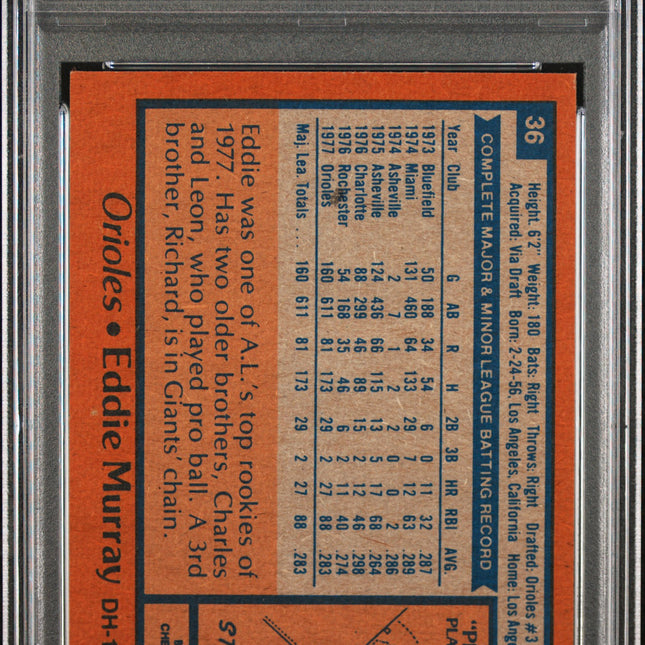 36
Height 6'2" Weight: 180 Bats: Right Throws: Right Drafted: Orioles #3
Acquired: Via Draft Born: 2-24-56, Los Angeles, California Home: Los Ang
COMPLETE MAJOR & MINOR LEAGUE BATTING RECORD
Year Club G AB R H 2B 3B HR RBI AVG.
1973 Bluefield 50 188 34 54 6 0 11 32 .287
1974 Miami 131 460 64 133 29 7 12 63 .289
1974 Asheville 2 7 1 2 2 0 0 2 .286
1975 Asheville 124 436 66 115 13 5 17 68 .264
1976 Charlotte 88 299 46 89 15 2 12 46 .298
1976 Rochester 54 168 35 46 6 2 11 40 .274
1977 Orioles 160 611 81 173 29 2 27 88 .283
Maj. Lea. Totals .... 160 611 81 173 29 2 27 88 .283
Eddie was one of A.L.'s top rookies of
1977. Has two older brothers, Charles
and Leon, who played pro ball. A 3rd
brother, Richard, is in Giants' chain.
Orioles • Eddie Murray DH-1